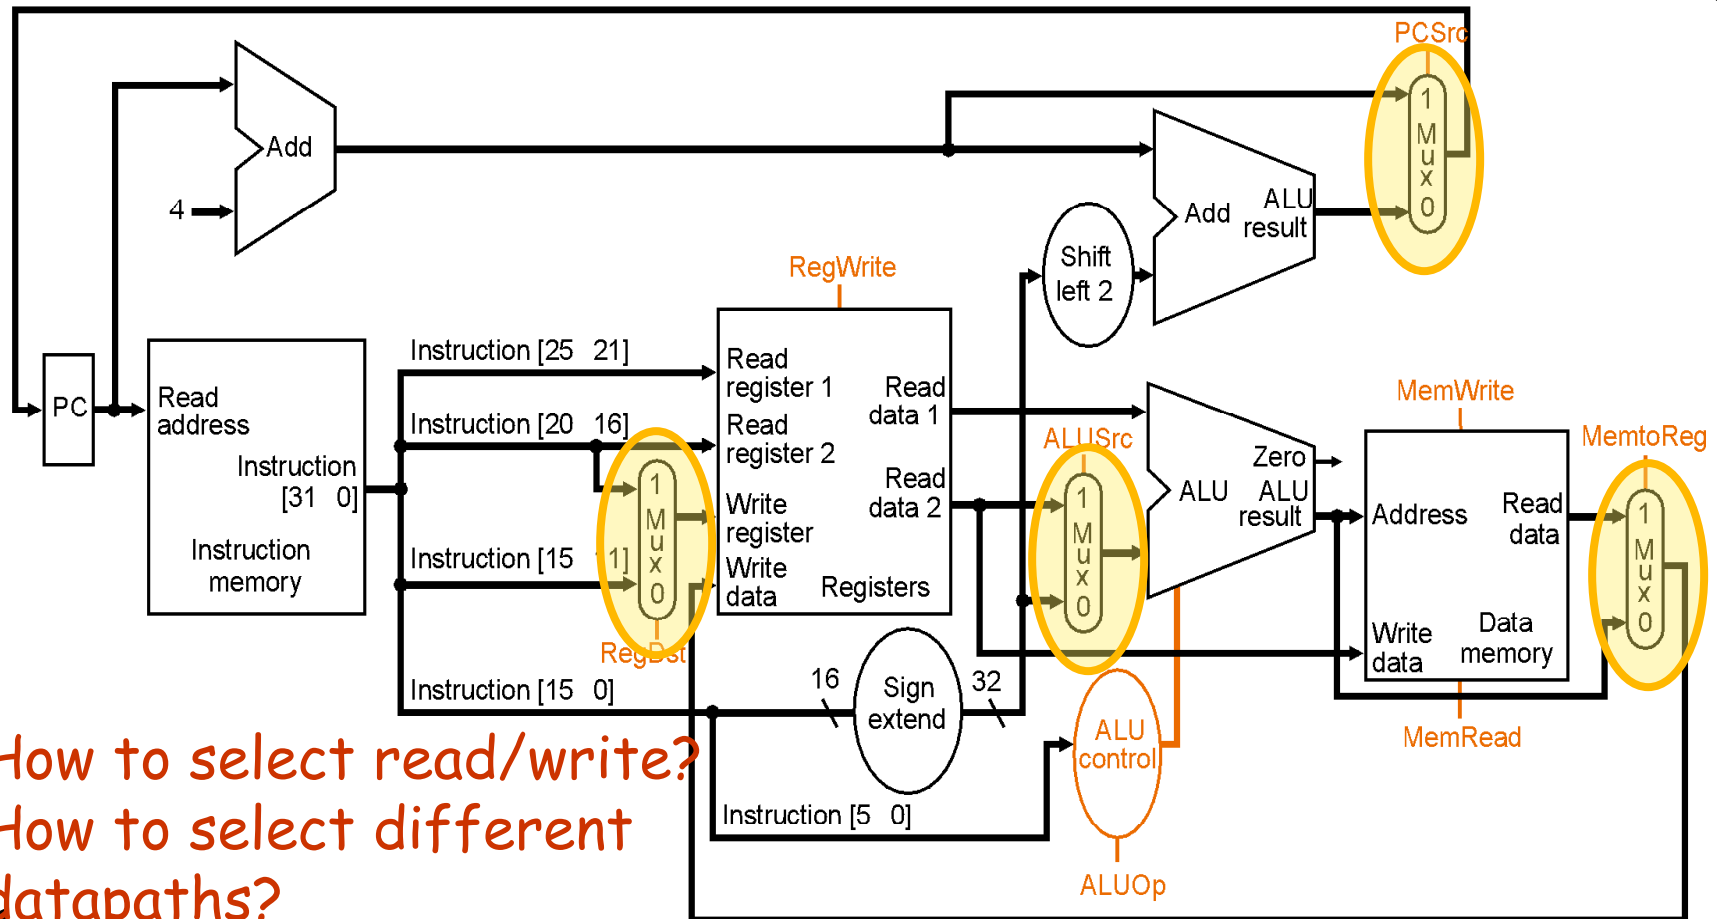 PCSrc
1
M
u
x
0
Add
4
Add
ALU
result
Shift
left 2
RegWrite
PC
Read
address
Instruction
[31 0]
Instruction
memory
Instruction [25 21]
Instruction [20 16]
Instruction [15 1]
Instruction [15 0]
1
M
u
x
0
RegDst
Read
register 1
Read
register 2
Write
register
Write
data
Read
data 1
Read
data 2
Registers
ALUSrc
1
M
u
x
0
Zero
ALU
ALU
result
MemWrite
Address
Read
data
Write
data
Data
memory
MemRead
MemtoReg
1
M
u
x
0
16
Sign
extend
32
ALU
control
Instruction [5 0]
ALUOp
How to select read/write?
How to select different
datapaths?